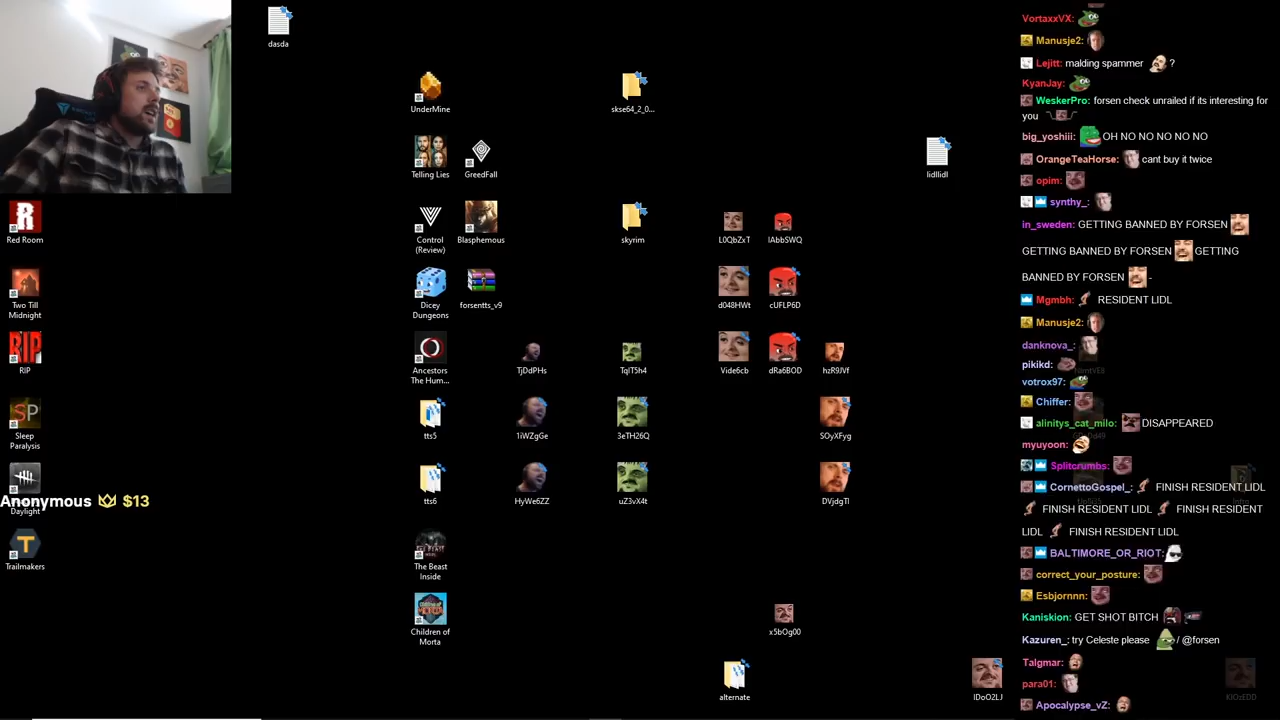 dasda
UnderMine
skse64_2_0...
Telling Lies
GreedFall
lidllidl
Red Room
Control
(Review)
Blasphemous
skyrim
L0QbZxT
lAbbSWQ
Two Till
Midnight
Dicey
Dungeons
forsentts_v9
d048HWt
cUFLP6D
RIP
Ancestors
The Hum...
TjDdPHs
TqIT5h4
Vide6cb
dRa6BOD
hzR9JVf
SP
Sleep
Paralysis
tts5
1iWZgGe
3eTH26Q
SOyXFyg
Daylight
tts6
HyWe6ZZ
uZ3vX4t
DVjdgTl
Anonymous $13
Trailmakers
The Beast
Inside
Children of
Morta
x5bOg00
alternate
lDoO2LJ
VortaxxVX:
Manusje2:
Lejitt: malding spammer ?
KyanJay:
WeskerPro: forsen check unrailed if its interesting for
you
big_yoshiii: OH NO NO NO NO NO
OrangeTeaHorse: cant buy it twice
opim:
synthy_:
in_sweden: GETTING BANNED BY FORSEN
GETTING BANNED BY FORSEN GETTING
BANNED BY FORSEN -
Mgmbh: RESIDENT LIDL
Manusje2:
danknova_:
pikikd:
votrox97:
Chiffer:
alinitys_cat_milo: DISAPPEARED
myuyoon:
Splitcrumbs:
CornettoGospel_: FINISH RESIDENT LIDL
FINISH RESIDENT LIDL FINISH RESIDENT
LIDL FINISH RESIDENT LIDL
BALTIMORE_OR_RIOT:
correct_your_posture:
Esbjornnn:
Kaniskion: GET SHOT BITCH
Kazuren_: try Celeste please / @forsen
Talgmar:
para01:
Apocalypse_vZ: